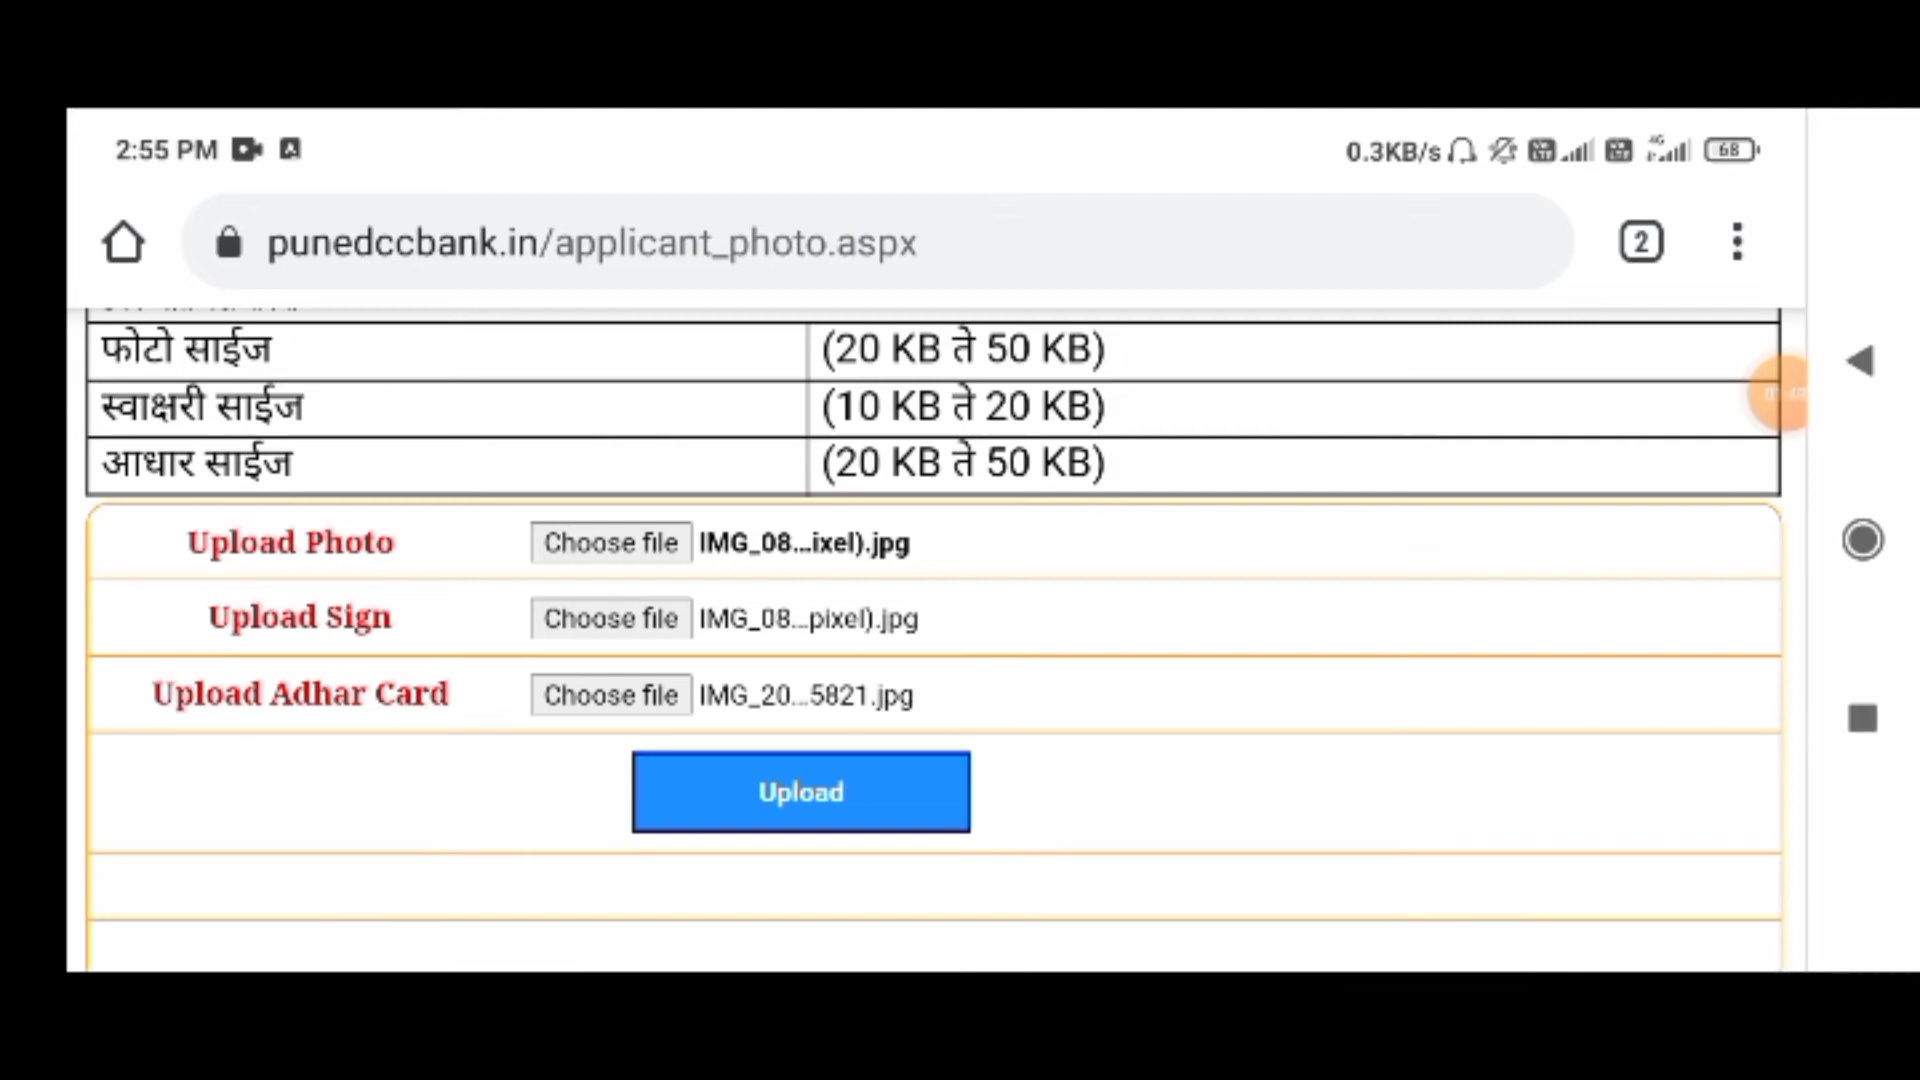 2:55 PM
0.3KB/s 4G 68
punedccbank.in/applicant_photo.aspx
2
फोटो साईज (20 KB ते 50 KB)
स्वाक्षरी साईज (10 KB ते 20 KB)
आधार साईज (20 KB ते 50 KB)
Upload Photo Choose file IMG_08...ixel).jpg
Upload Sign Choose file IMG_08...pixel).jpg
Upload Adhar Card Choose file IMG_20...5821.jpg
Upload